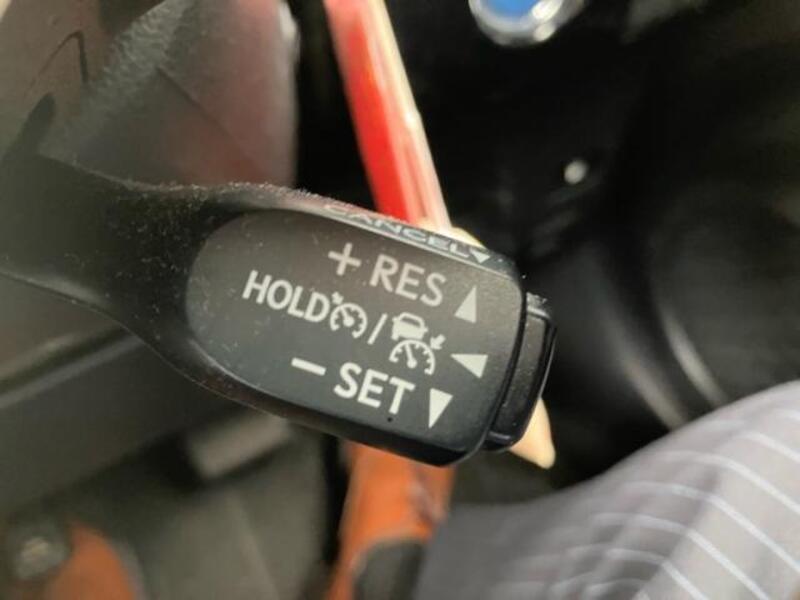 CANCEL
+ RES
HOLD /
− SET